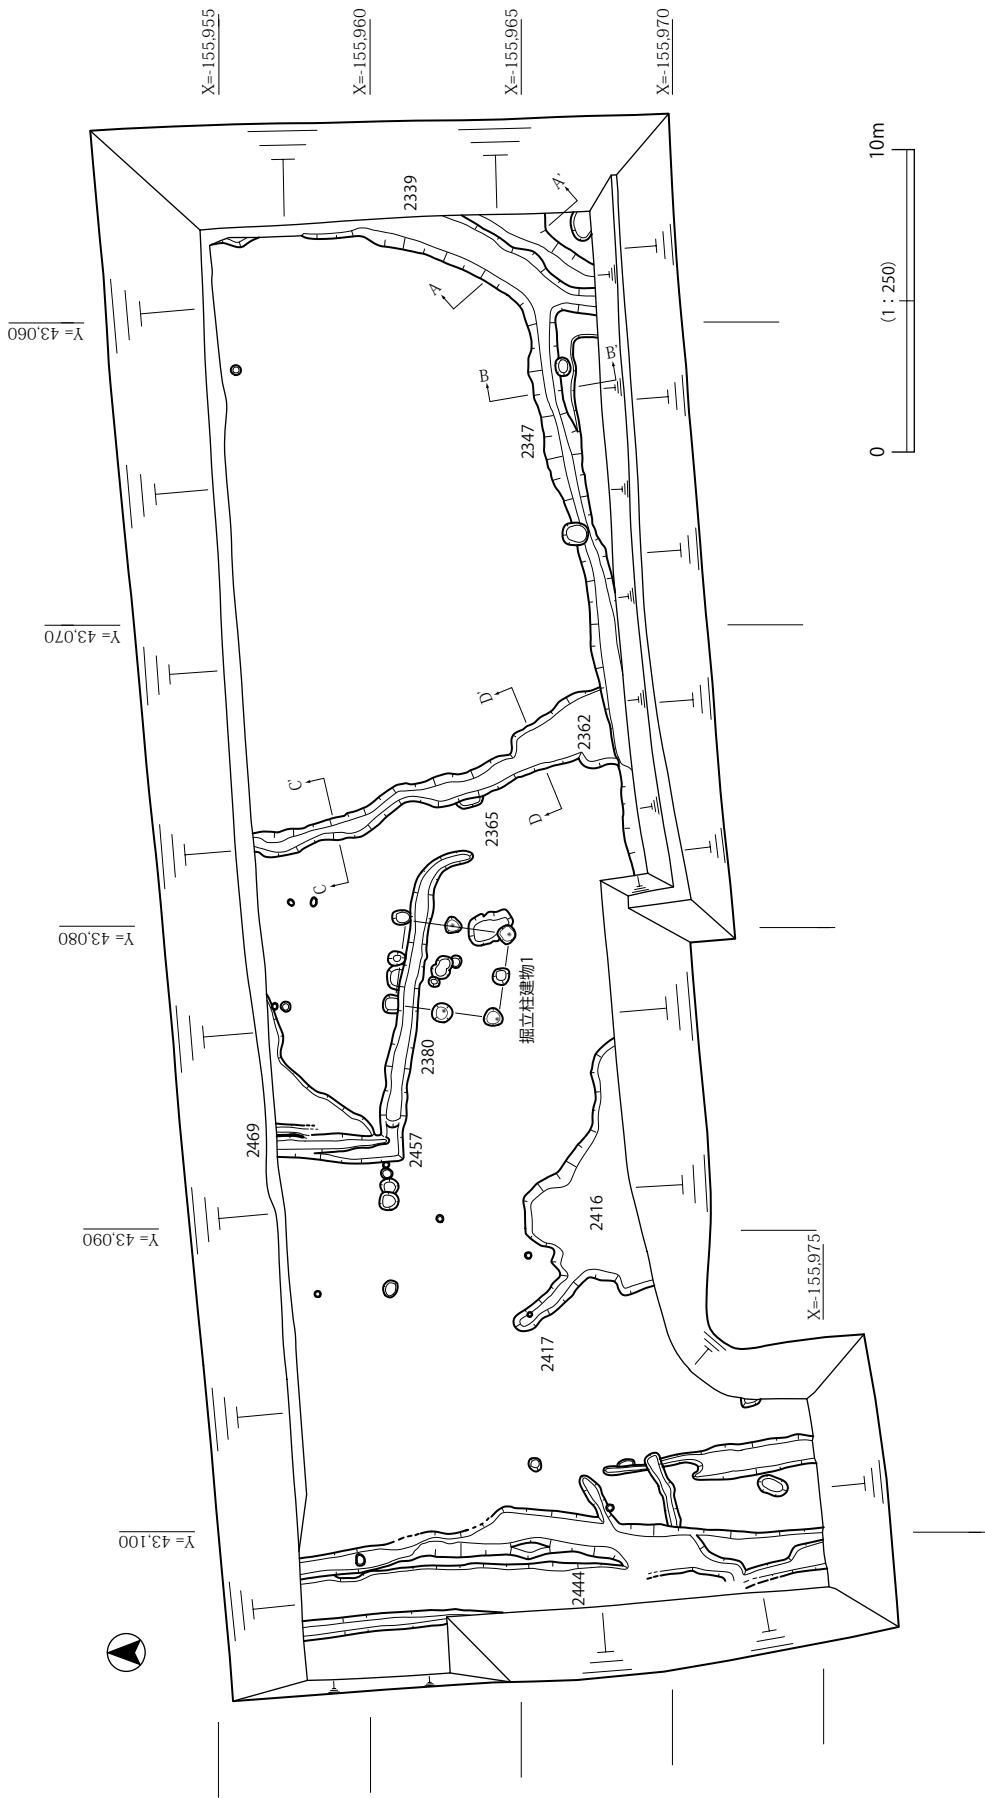 X=-155,955
X=-155,960
X=-155,965
X=-155,970
10m
(1：250)
0
2339
A'
A
Y= 43,060
B'
B
2347
Y= 43,070
D'
2362
C'
D
2365
C
Y= 43,080
掘立柱建物1
2380
2469
2457
2416
Y= 43,090
X=-155,975
2417
Y= 43,100
2444